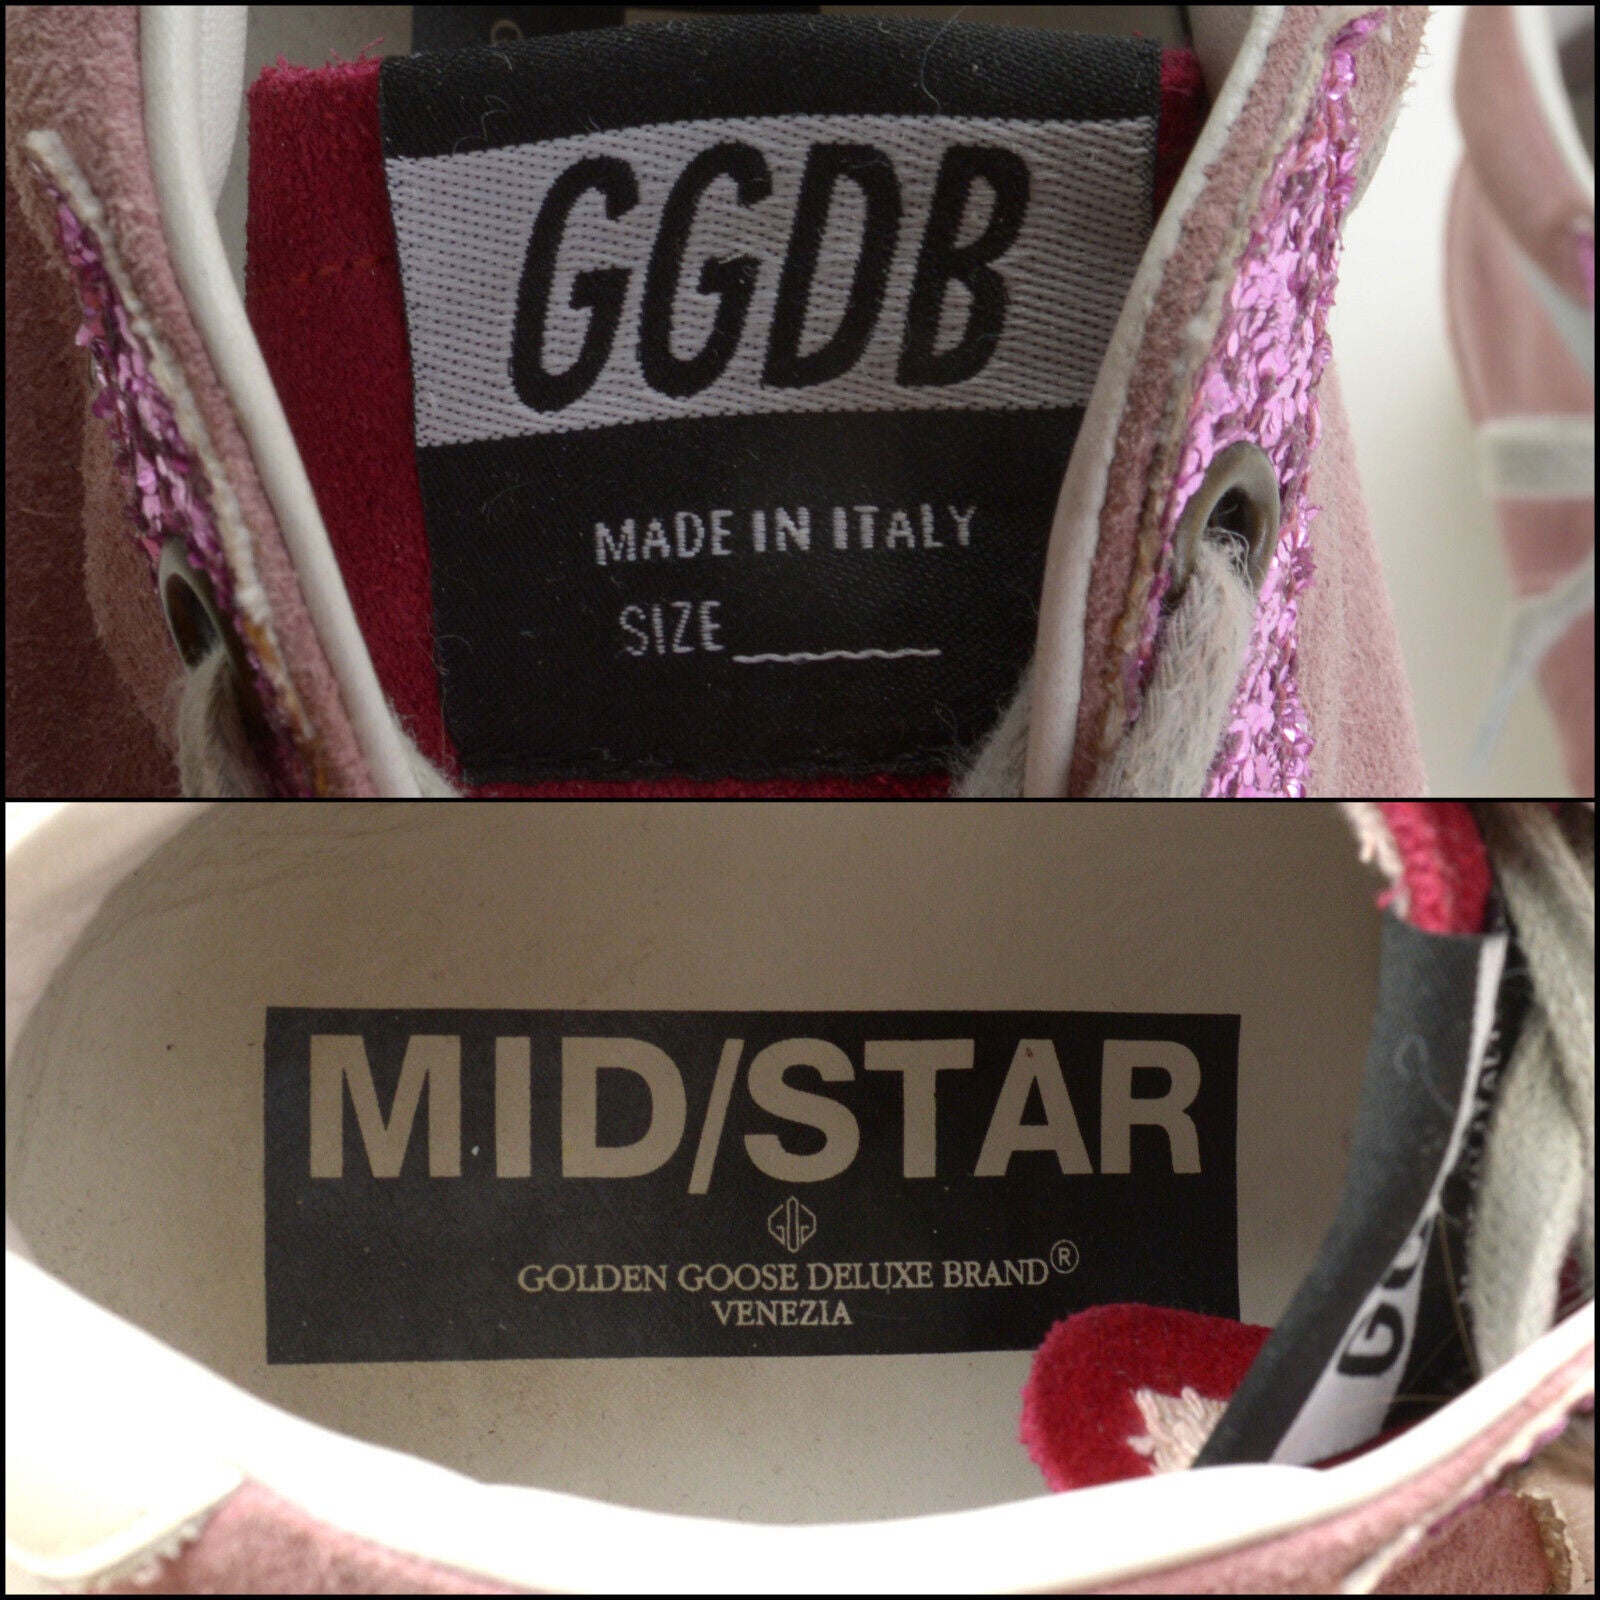 GGDB
MADE IN ITALY
SIZE
MID/STAR
GOLDEN GOOSE DELUXE BRAND®
VENEZIA